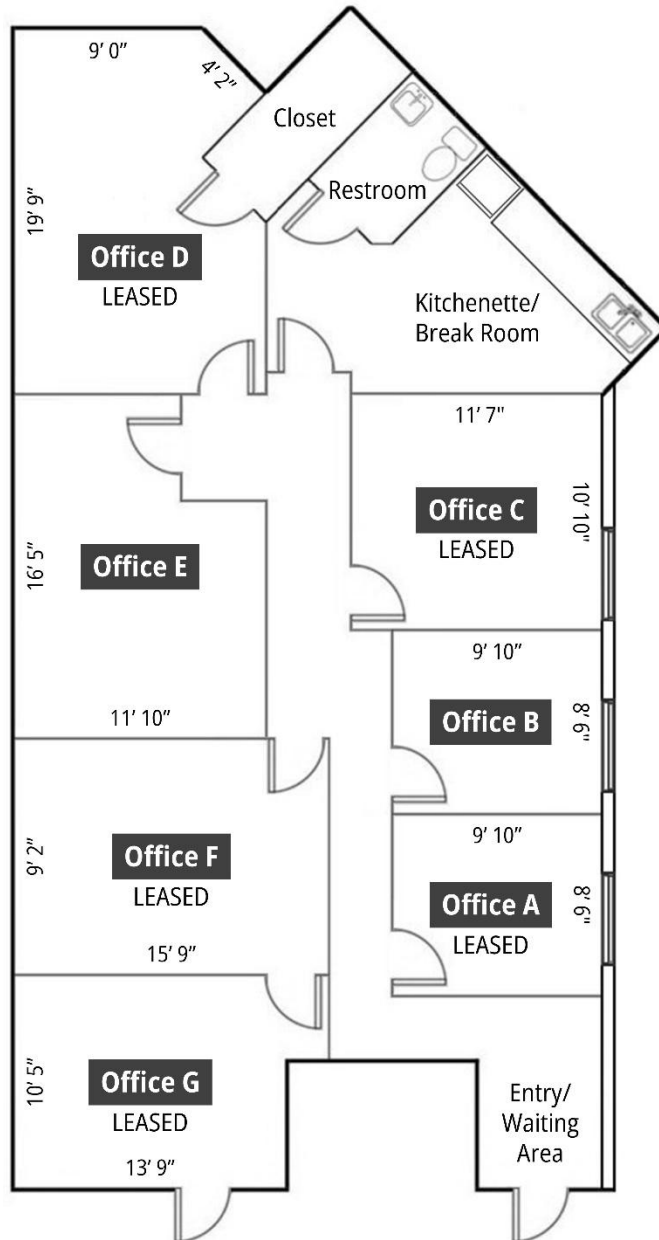 9' 0"
4' 2"
Closet
Restroom
19' 9"
Office D
LEASED
Kitchenette/
Break Room
11' 7"
Office C
LEASED
10' 10"
16' 5"
Office E
11' 10"
9' 10"
Office B
8' 6"
9' 2"
Office F
LEASED
15' 9"
9' 10"
Office A
LEASED
8' 6"
10' 5"
Office G
LEASED
13' 9"
Entry/
Waiting
Area